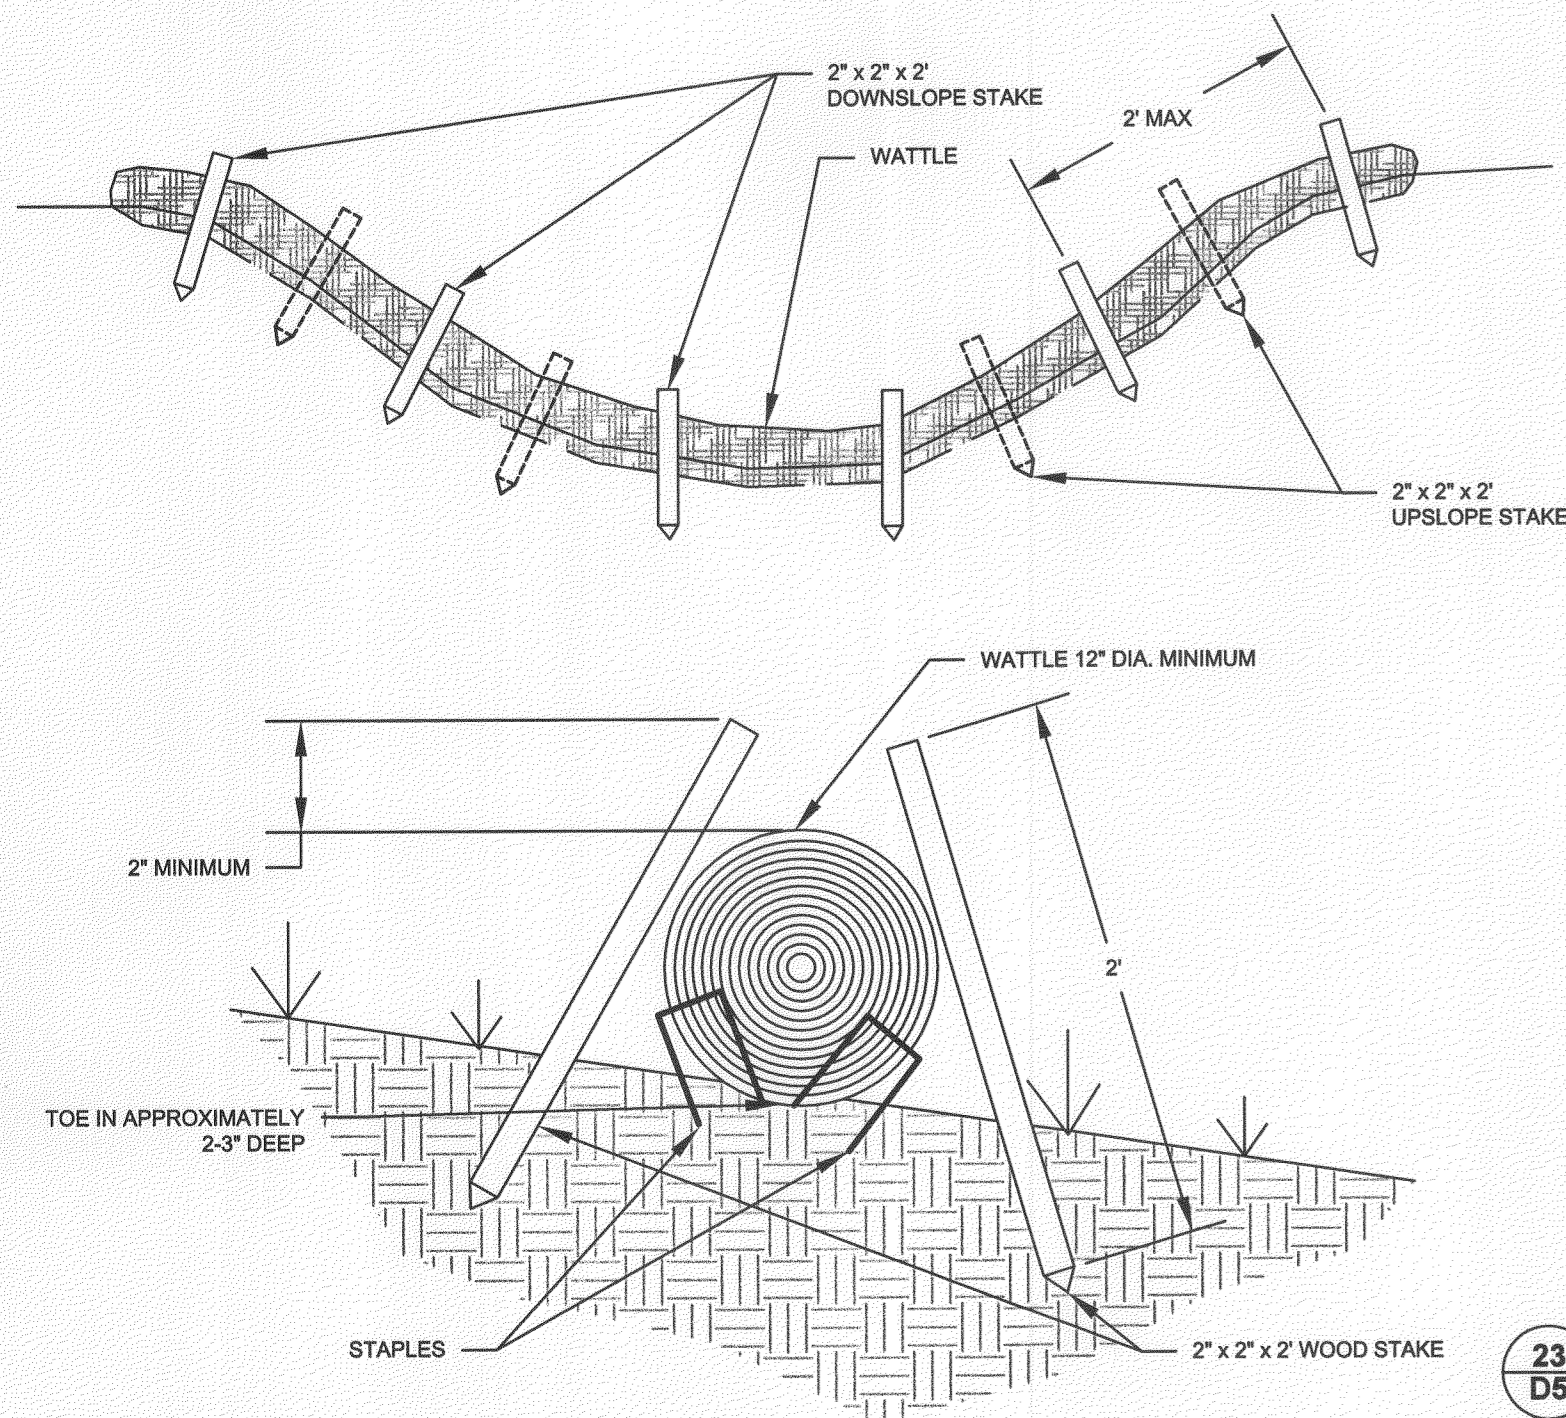 2" x 2" x 2'
DOWNSLOPE STAKE
2' MAX
WATTLE
2" x 2" x 2'
UPSLOPE STAKE
WATTLE 12" DIA. MINIMUM
2" MINIMUM
2'
TOE IN APPROXIMATELY
2-3" DEEP
STAPLES
2" x 2" x 2' WOOD STAKE
23
D5